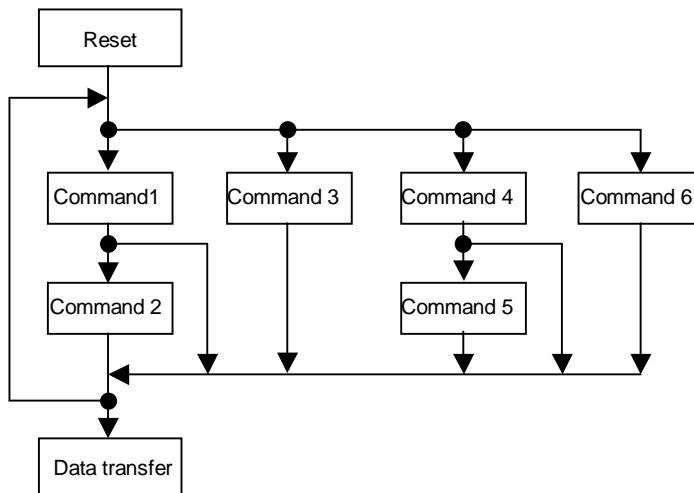 Reset
Command1
Command 3
Command 4
Command 6
Command 2
Command 5
Data transfer